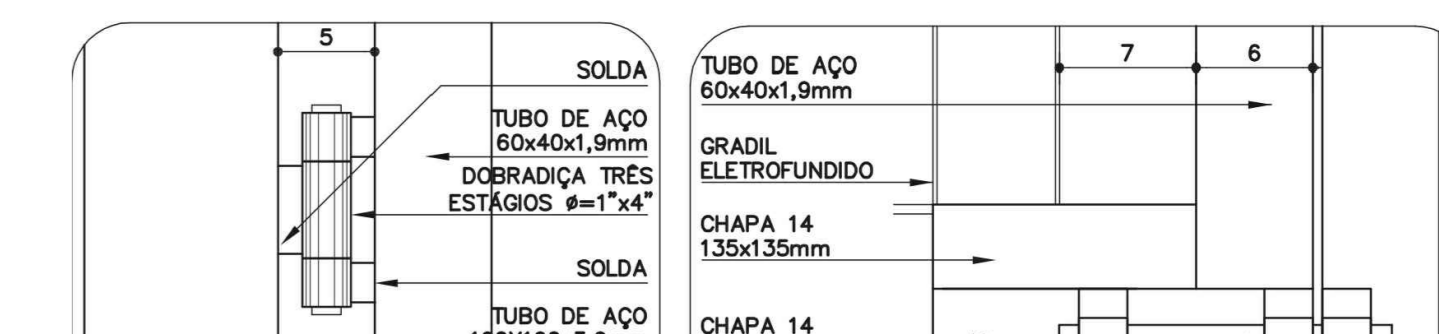 5
SOLDA
TUBO DE AÇO
60x40x1,9mm
DOBRADIÇA TRÊS
ESTÁGIOS ø=1"x4"
SOLDA
TUBO DE AÇO
7
6
TUBO DE AÇO
60x40x1,9mm
GRADIL
ELETROFUNDIDO
CHAPA 14
135x135mm
CHAPA 14